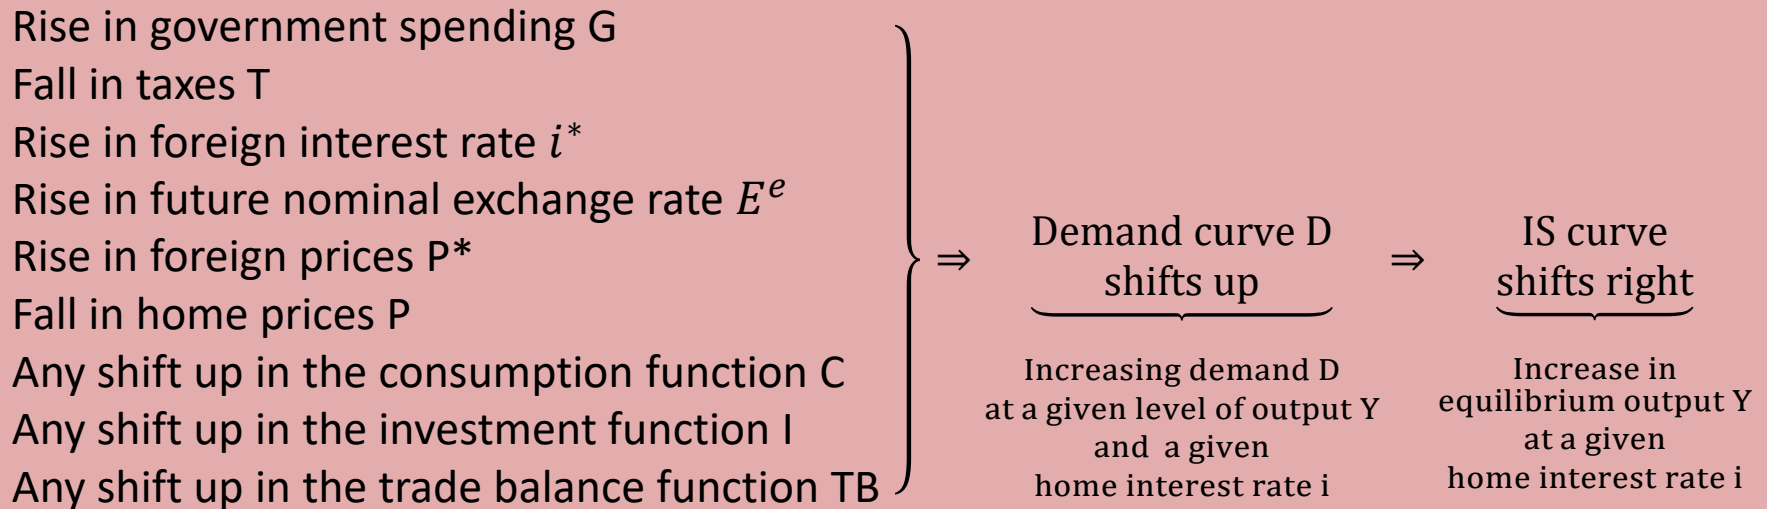 Rise in government spending G
Fall in taxes T
Rise in foreign interest rate i*
Rise in future nominal exchange rate Eᵉ
Rise in foreign prices P*
Fall in home prices P
Any shift up in the consumption function C
Any shift up in the investment function I
Any shift up in the trade balance function TB
⇒
Demand curve D
shifts up
Increasing demand D
at a given level of output Y
and a given
home interest rate i
⇒
IS curve
shifts right
Increase in
equilibrium output Y
at a given
home interest rate i